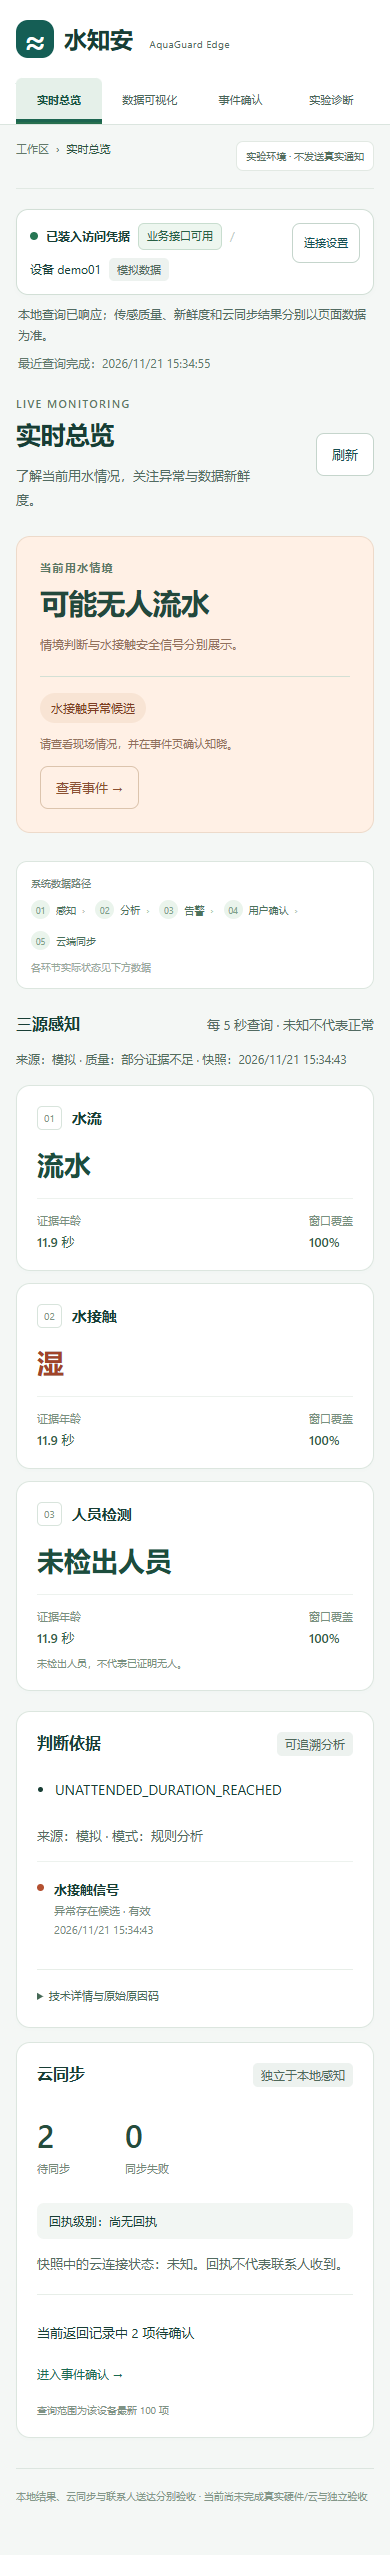 水知安 AquaGuard Edge
实时总览 数据可视化 事件确认 实验诊断
工作区 › 实时总览 实验环境 · 不发送真实通知
已装入访问凭据 业务接口可用 / 连接设置
设备 demo01 模拟数据
本地查询已响应；传感质量、新鲜度和云同步结果分别以页面数据
为准。
最近查询完成：2026/11/21 15:34:55
LIVE MONITORING
实时总览
刷新
了解当前用水情况，关注异常与数据新鲜
度。
当前用水情境
可能无人流水
情境判断与水接触安全信号分别展示。
水接触异常候选
请查看现场情况，并在事件页确认知晓。
查看事件 →
系统数据路径
01 感知 › 02 分析 › 03 告警 › 04 用户确认 ›
05 云端同步
各环节实际状态见下方数据
三源感知 每 5 秒查询 · 未知不代表正常
来源：模拟 · 质量：部分证据不足 · 快照：2026/11/21 15:34:43
01 水流
流水
证据年龄 窗口覆盖
11.9 秒 100%
02 水接触
湿
证据年龄 窗口覆盖
11.9 秒 100%
03 人员检测
未检出人员
证据年龄 窗口覆盖
11.9 秒 100%
未检出人员，不代表已证明无人。
判断依据 可追溯分析
• UNATTENDED_DURATION_REACHED
来源：模拟 · 模式：规则分析
水接触信号
异常存在候选 · 有效
2026/11/21 15:34:43
▶ 技术详情与原始原因码
云同步 独立于本地感知
2 0
待同步 同步失败
回执级别：尚无回执
快照中的云连接状态：未知。回执不代表联系人收到。
当前返回记录中 2 项待确认
进入事件确认 →
查询范围为该设备最新 100 项
本地结果、云同步与联系人送达分别验收 · 当前尚未完成真实硬件/云与独立验收